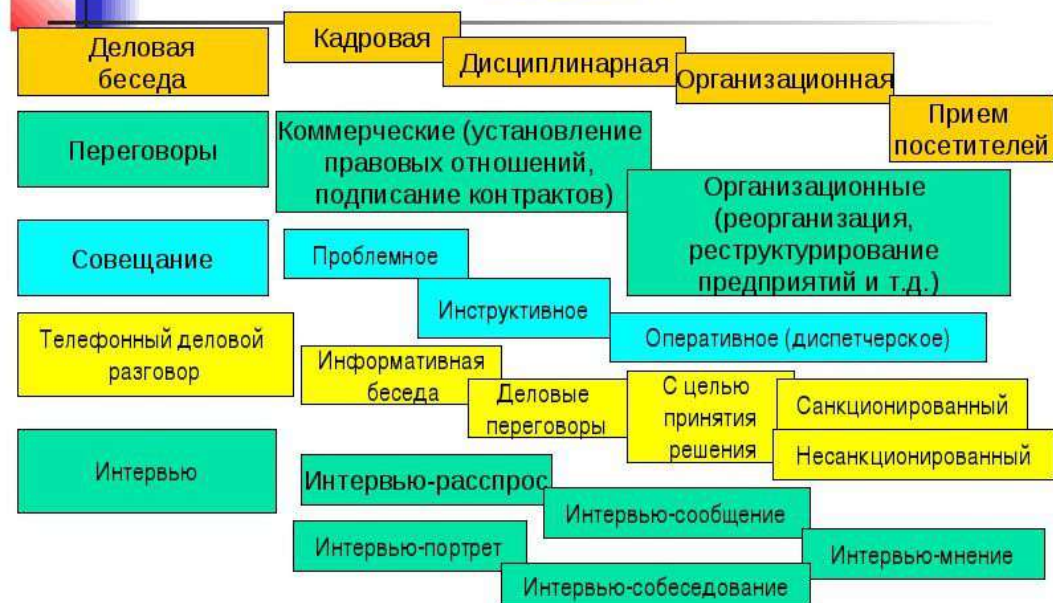 Деловая
беседа
Кадровая
Дисциплинарная
Организационная
Прием
посетителей
Переговоры
Коммерческие (установление
правовых отношений,
подписание контрактов)
Организационные
(реорганизация,
реструктурирование
предприятий и т.д.)
Совещание
Проблемное
Инструктивное
Оперативное (диспетчерское)
Телефонный деловой
разговор
Информативная
беседа
Деловые
переговоры
С целью
принятия
решения
Санкционированный
Несанкционированный
Интервью
Интервью-расспрос
Интервью-сообщение
Интервью-портрет
Интервью-мнение
Интервью-собеседование